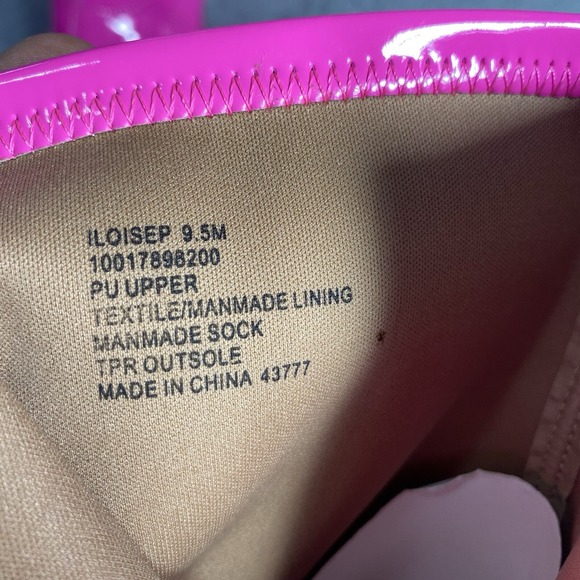 ILOISEP 9.5M
10017898200
PU UPPER
TEXTILE/MANMADE LINING
MANMADE SOCK
TPR OUTSOLE
MADE IN CHINA 43777